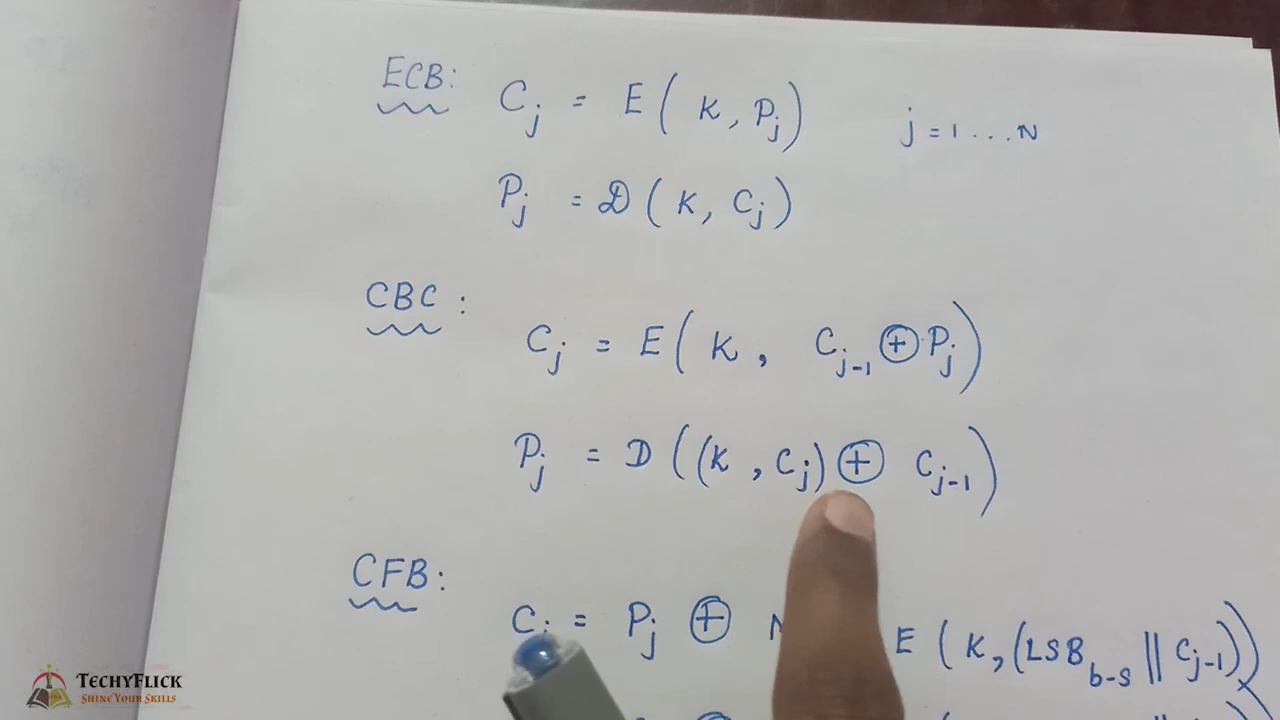 ECB: Cj = E ( K , Pj ) j = 1 ... N
Pj = D ( K , Cj )
CBC :
Cj = E ( K , Cj-1 ⊕ Pj )
Pj = D ( ( K , Cj ) ⊕ Cj-1 )
CFB:
Cj = Pj ⊕ E ( K , ( LSBb-s || Cj-1 ) )
TECHYFLICK
SHINE YOUR SKILLS